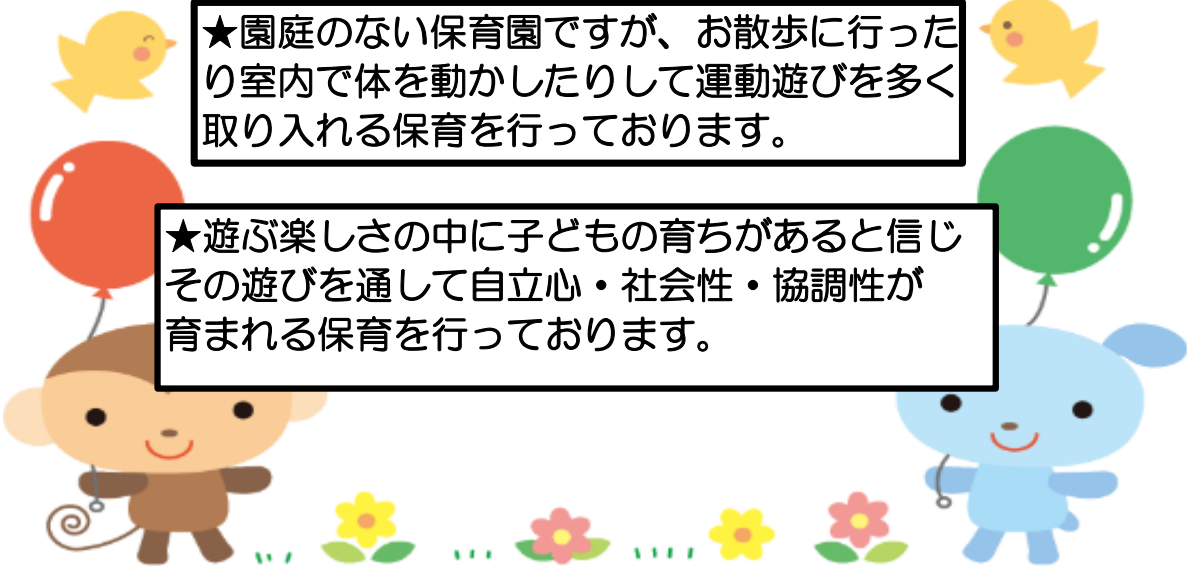 ★園庭のない保育園ですが、お散歩に行った
り室内で体を動かしたりして運動遊びを多く
取り入れる保育を行っております。
★遊ぶ楽しさの中に子どもの育ちがあると信じ
その遊びを通して自立心・社会性・協調性が
育まれる保育を行っております。